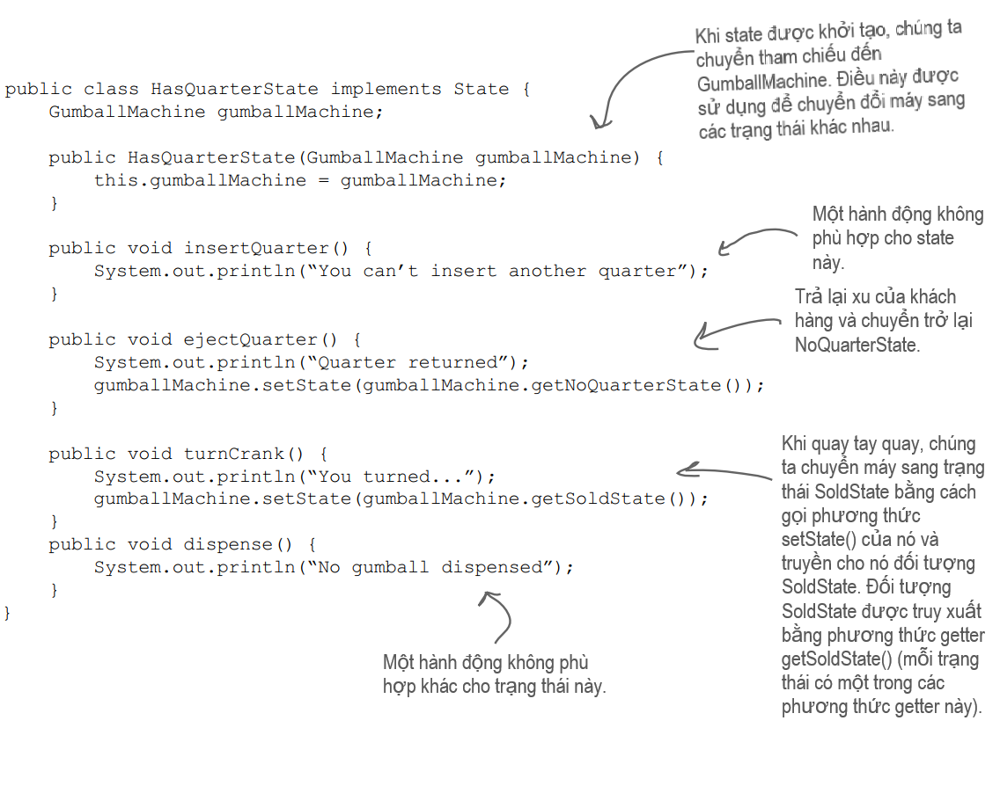 Khi state được khởi tạo, chúng ta
chuyển tham chiếu đến
GumballMachine. Điều này được
sử dụng để chuyển đổi máy sang
các trạng thái khác nhau.
public class HasQuarterState implements State {
GumballMachine gumballMachine;
public HasQuarterState(GumballMachine gumballMachine) {
this.gumballMachine = gumballMachine;
}
Một hành động không
phù hợp cho state
này.
public void insertQuarter() {
System.out.println(“You can’t insert another quarter”);
}
Trả lại xu của khách
hàng và chuyển trở lại
NoQuarterState.
public void ejectQuarter() {
System.out.println(“Quarter returned”);
gumballMachine.setState(gumballMachine.getNoQuarterState());
}
Khi quay tay quay, chúng
ta chuyển máy sang trạng
thái SoldState bằng cách
gọi phương thức
setState() của nó và
truyền cho nó đối tượng
SoldState. Đối tượng
SoldState được truy xuất
bằng phương thức getter
getSoldState() (mỗi trạng
thái có một trong các
phương thức getter này).
public void turnCrank() {
System.out.println(“You turned...”);
gumballMachine.setState(gumballMachine.getSoldState());
}
public void dispense() {
System.out.println(“No gumball dispensed”);
}
}
Một hành động không phù
hợp khác cho trạng thái này.